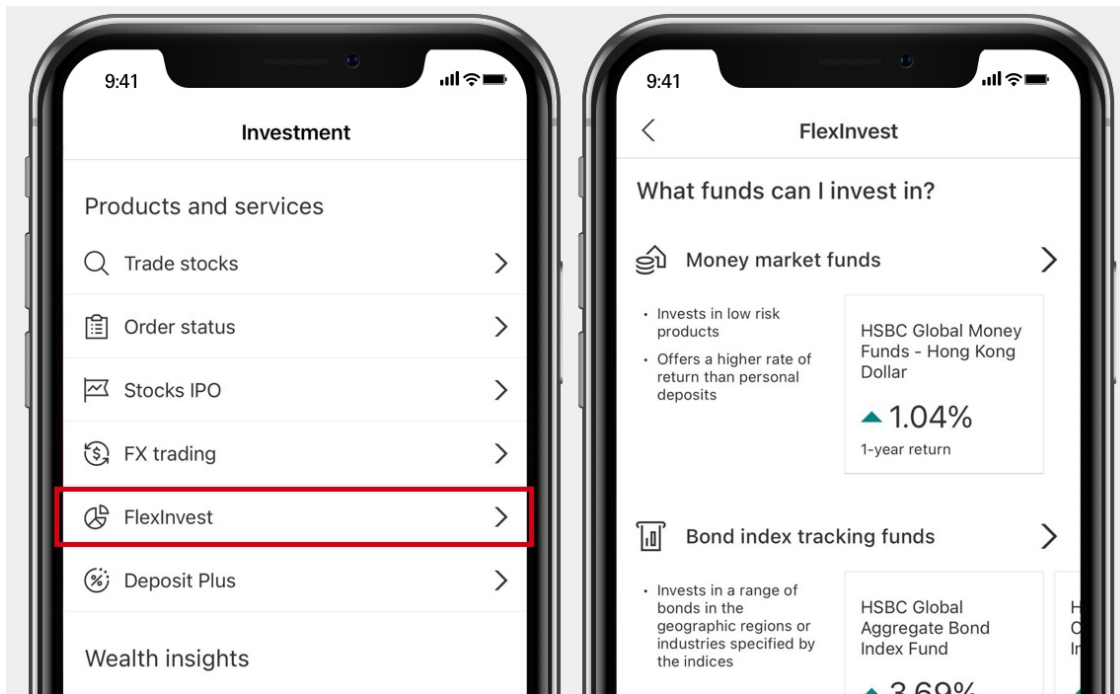 9:41
Investment
Products and services
Trade stocks
Order status
Stocks IPO
FX trading
FlexInvest
Deposit Plus
Wealth insights
9:41
FlexInvest
What funds can I invest in?
Money market funds
• Invests in low risk
products
• Offers a higher rate of
return than personal
deposits
HSBC Global Money
Funds - Hong Kong
Dollar
1.04%
1-year return
Bond index tracking funds
• Invests in a range of
bonds in the
geographic regions or
industries specified by
the indices
HSBC Global
Aggregate Bond
Index Fund
3.69%